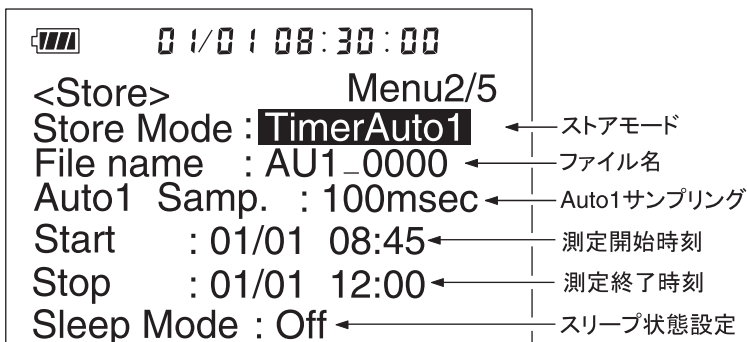 01/01 08:30:00
<Store> Menu2/5
Store Mode : TimerAuto1 ストアモード
File name : AU1_0000 ファイル名
Auto1 Samp. : 100msec Auto1サンプリング
Start : 01/01 08:45 測定開始時刻
Stop : 01/01 12:00 測定終了時刻
Sleep Mode : Off スリープ状態設定